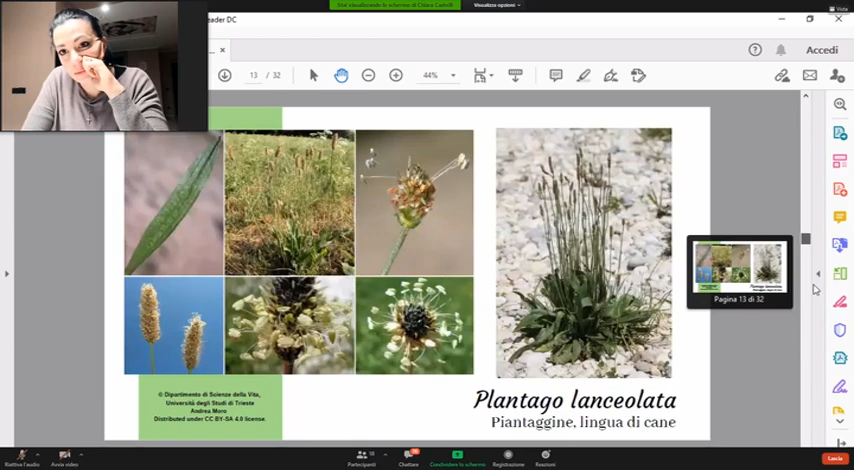 Stai visualizzando lo schermo di Chiara Cadelli
Visualizza opzioni
Vista
eader DC
Accedi
13 / 32
44%
Pagina 13 di 32
© Dipartimento di Scienze della Vita,
Università degli Studi di Trieste
Andrea Moro
Distributed under CC BY-SA 4.0 license.
Plantago lanceolata
Piantaggine, lingua di cane
Riattiva l'audio
Avvia video
Partecipanti
18
Chattare
Condividere lo schermo
Registrazione
Reazioni
Lascia